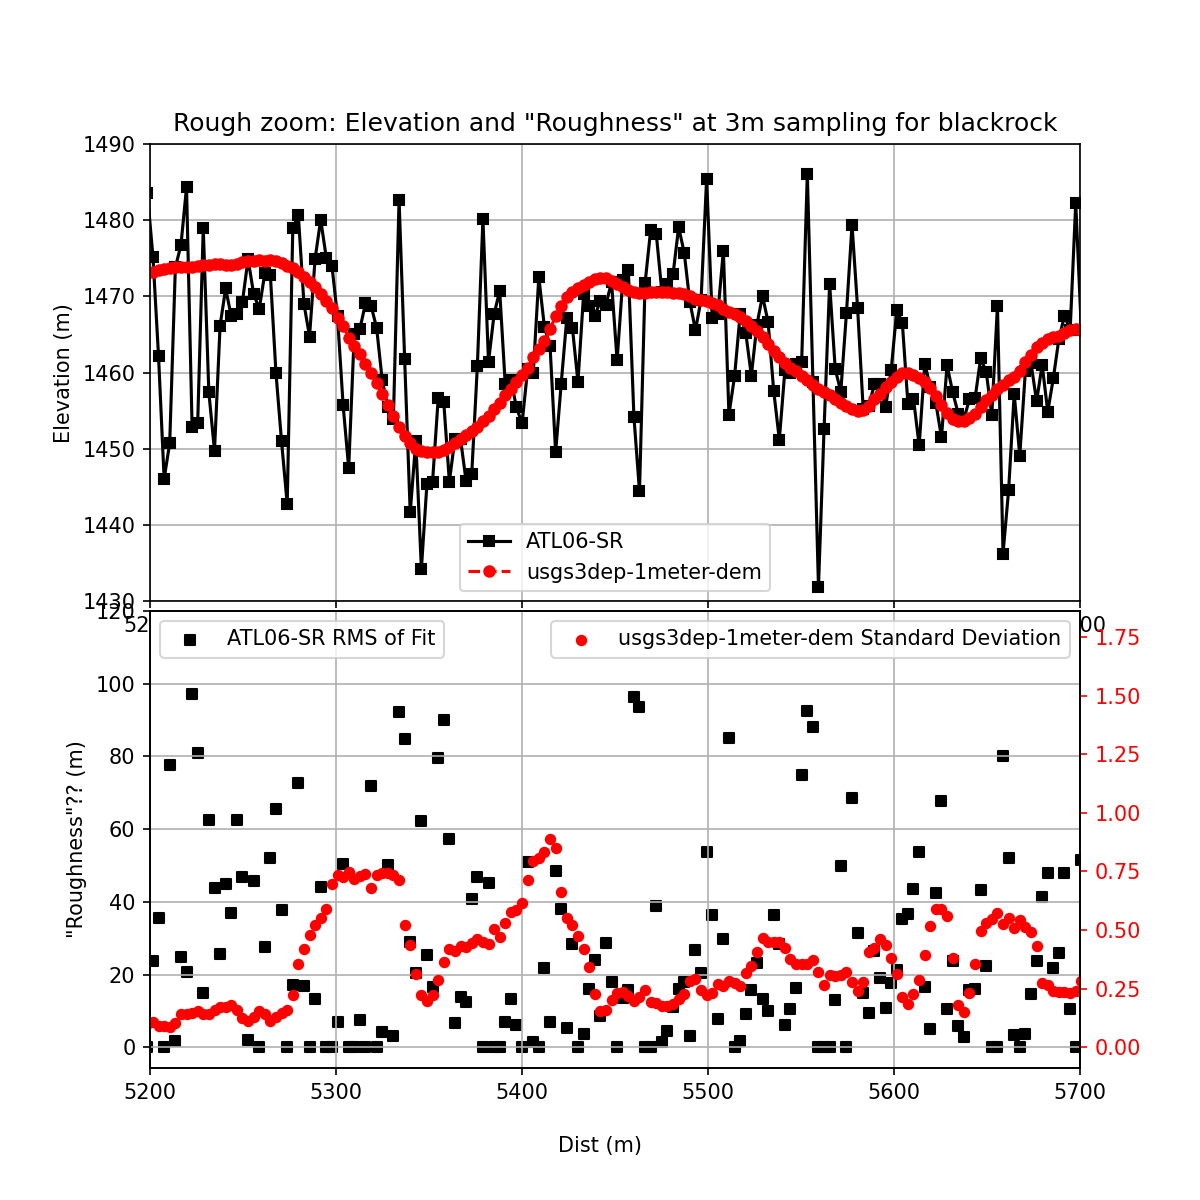 Rough zoom: Elevation and "Roughness" at 3m sampling for blackrock
1490
1480
1470
1460
1450
1440
1430
Elevation (m)
ATL06-SR
usgs3dep-1meter-dem
52
00
120
100
80
60
40
20
0
"Roughness"?? (m)
ATL06-SR RMS of Fit
usgs3dep-1meter-dem Standard Deviation
1.75
1.50
1.25
1.00
0.75
0.50
0.25
0.00
5200 5300 5400 5500 5600 5700
Dist (m)